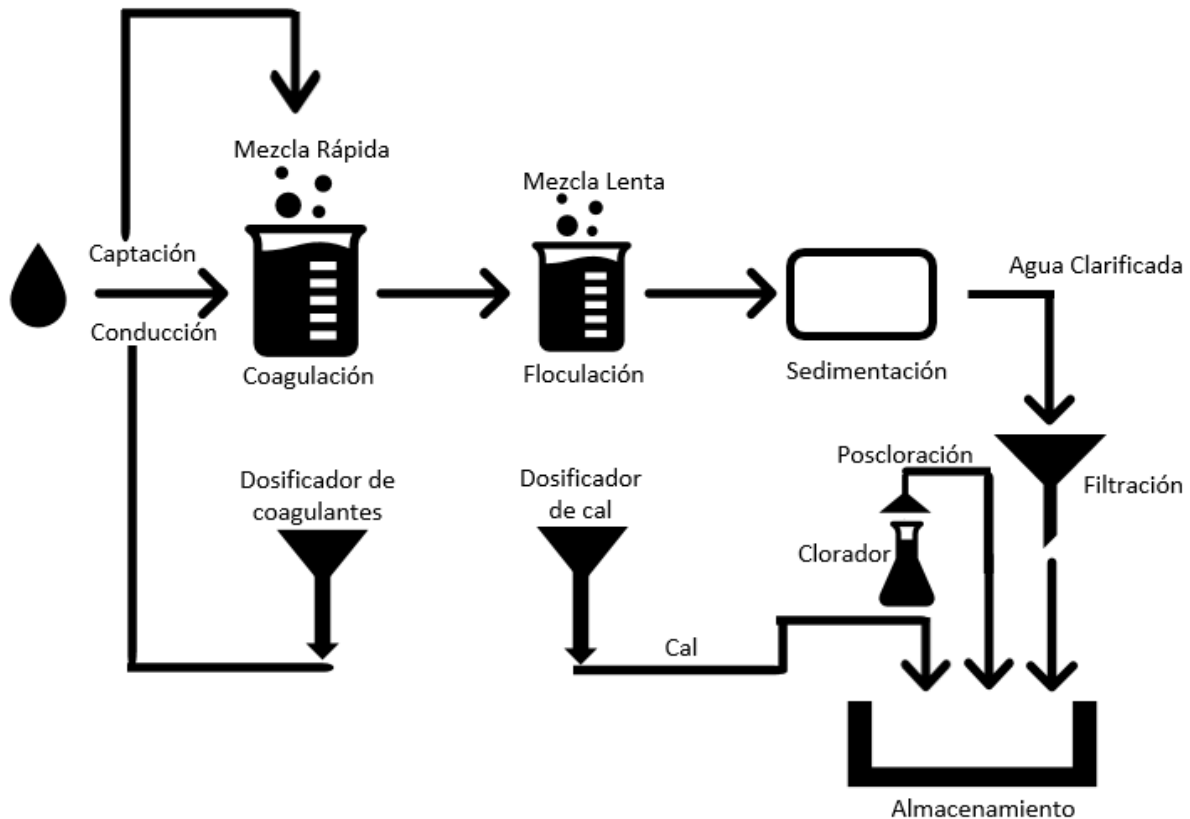 Mezcla Rápida
Mezcla Lenta
Captación
Agua Clarificada
Conducción
Coagulación
Floculación
Sedimentación
Dosificador de
coagulantes
Dosificador
de cal
Poscloración
Filtración
Clorador
Cal
Almacenamiento